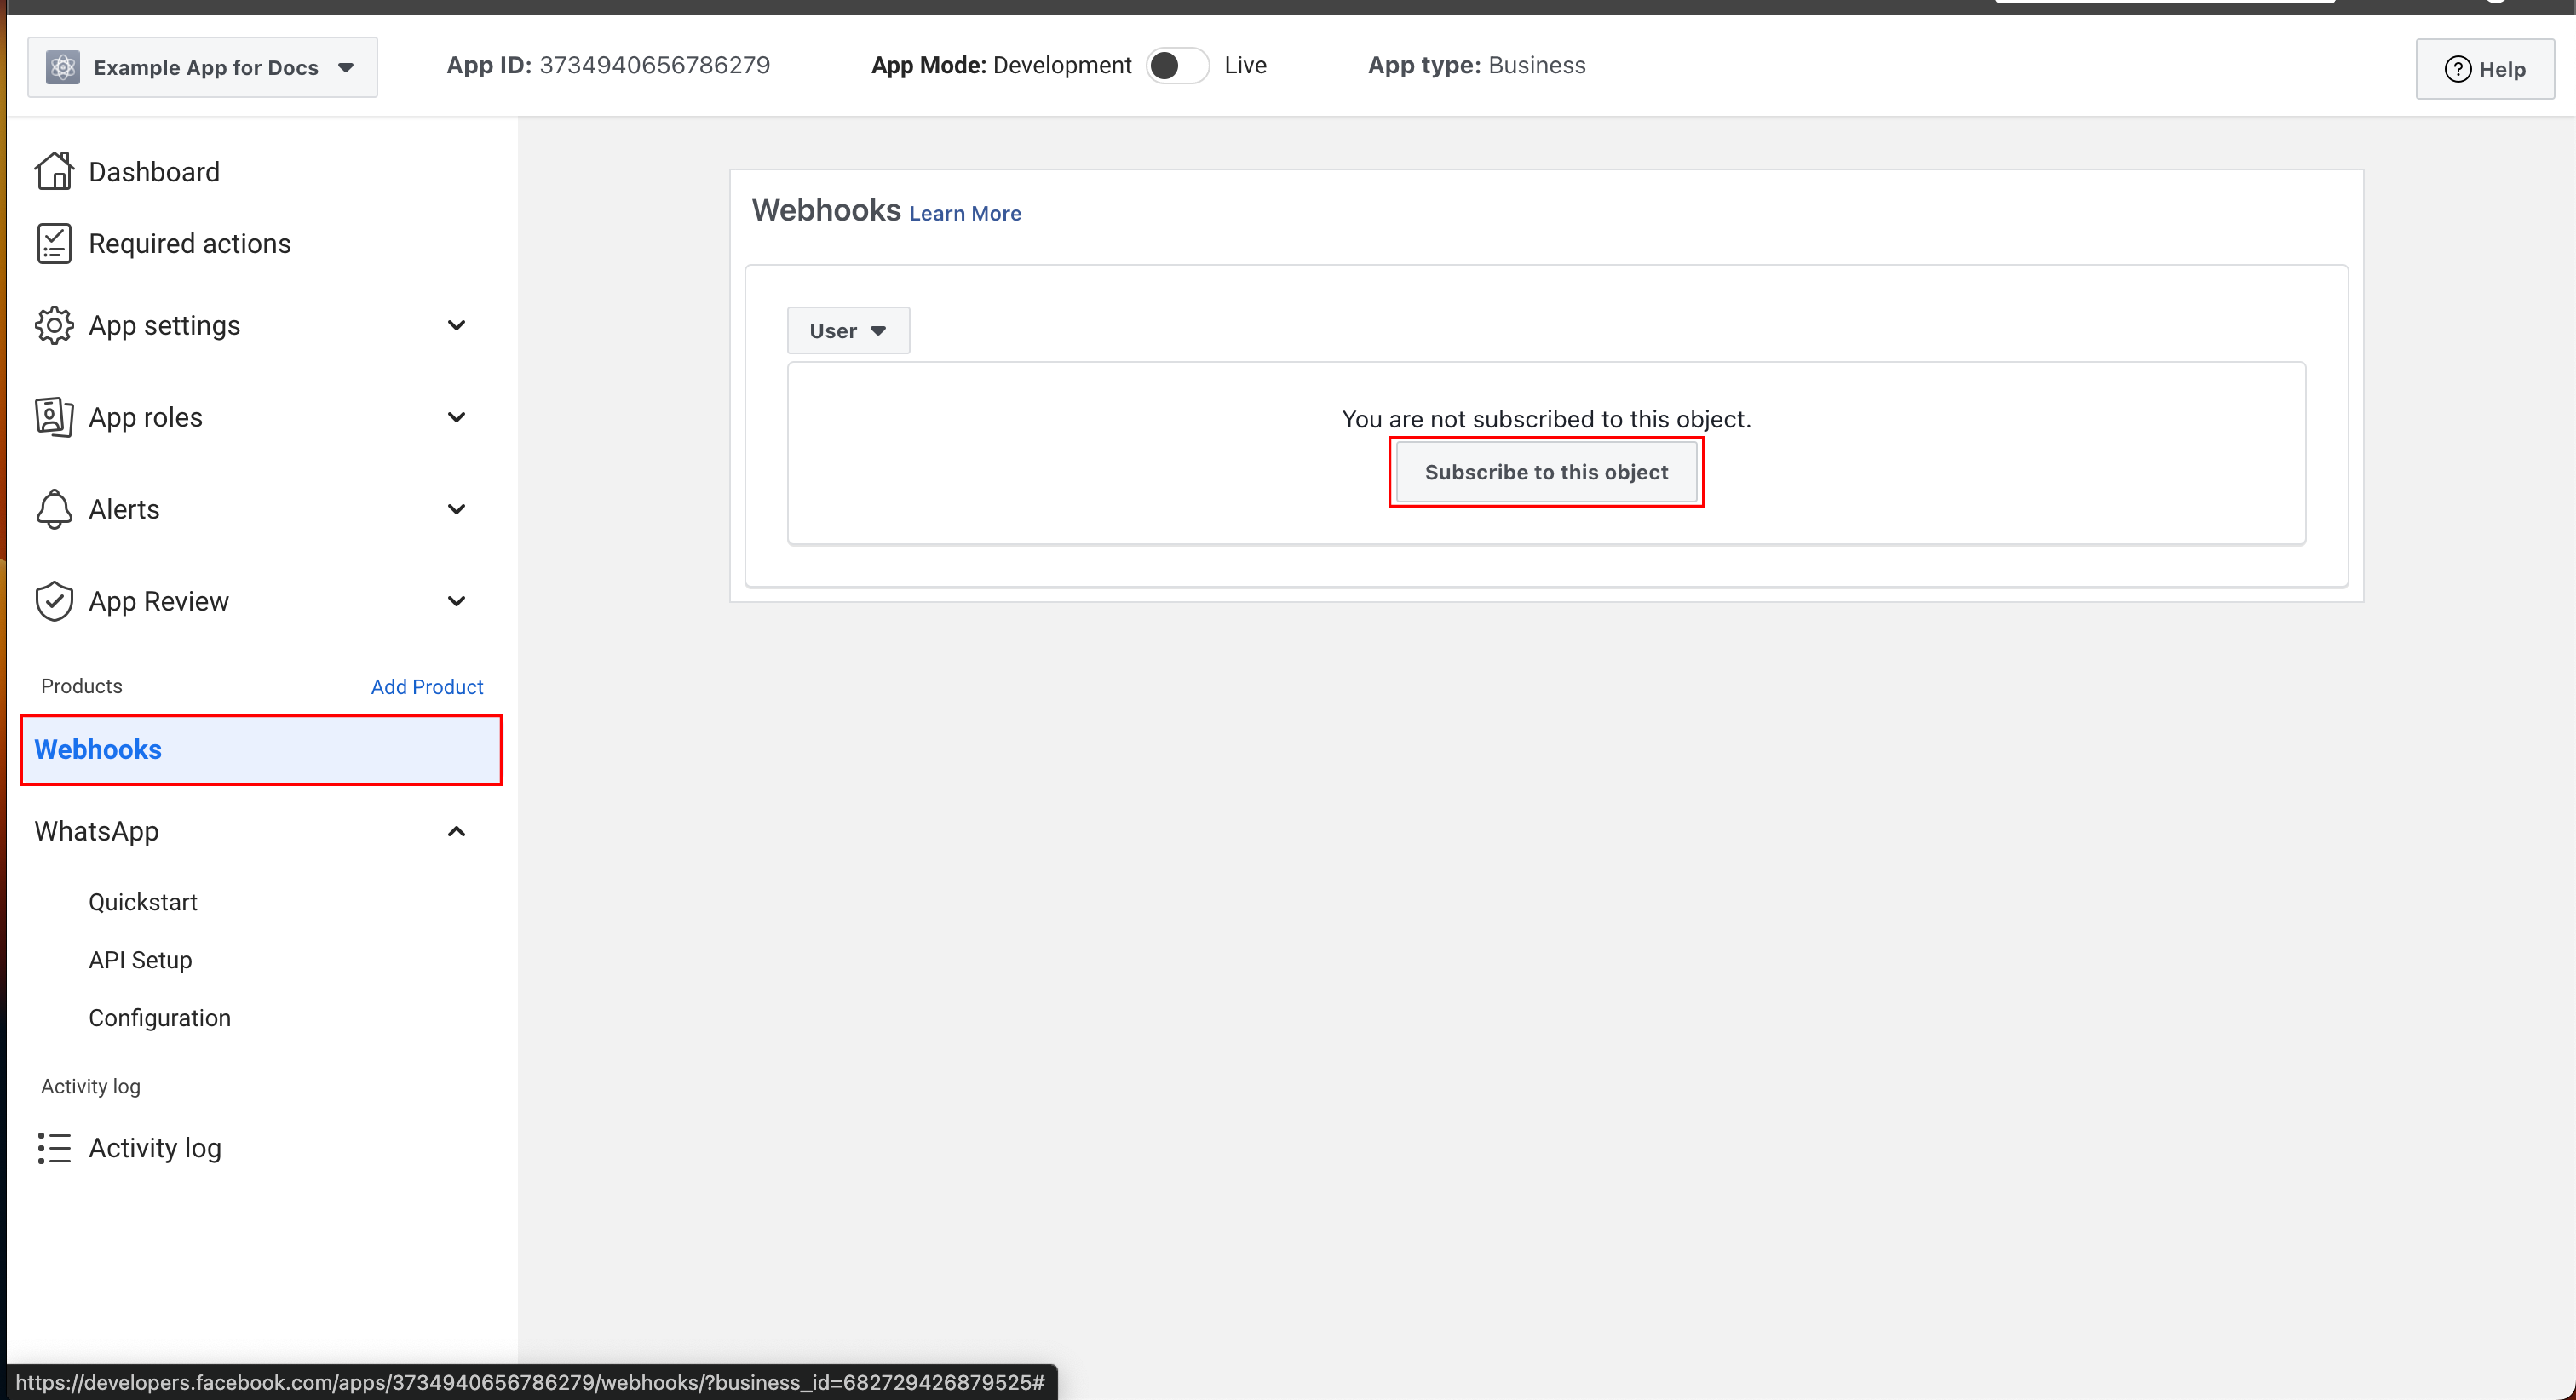 Example App for Docs
App ID: 3734940656786279
App Mode: Development
Live
App type: Business
Help
Dashboard
Required actions
App settings
App roles
Alerts
App Review
Products
Add Product
Webhooks
WhatsApp
Quickstart
API Setup
Configuration
Activity log
Activity log
Webhooks Learn More
User
You are not subscribed to this object.
Subscribe to this object
https://developers.facebook.com/apps/3734940656786279/webhooks/?business_id=682729426879525#